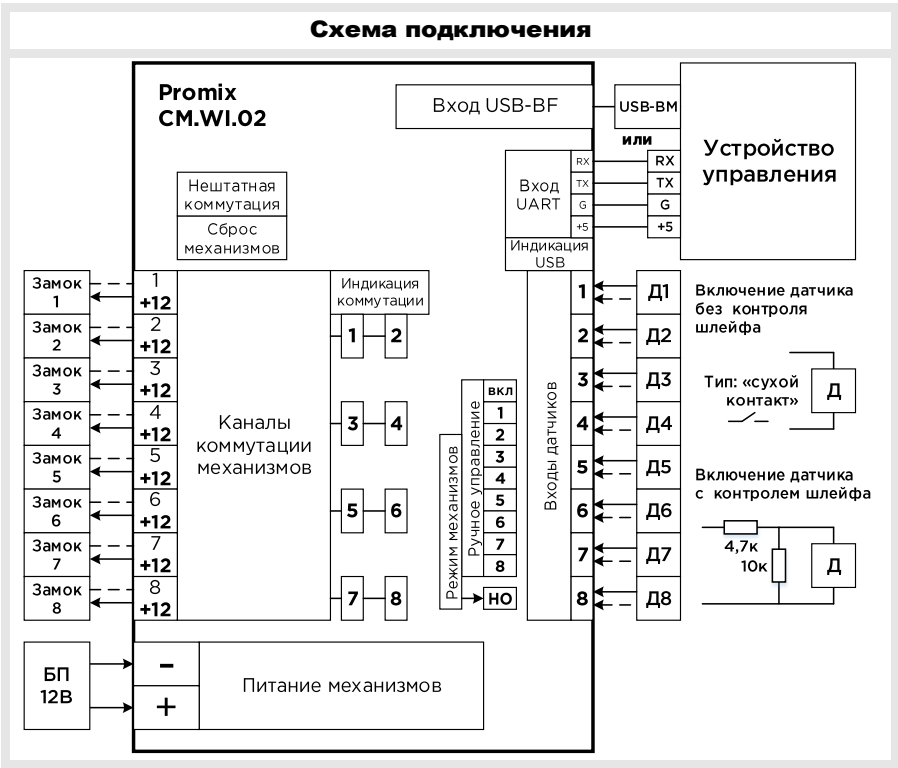 Схема подключения
Promix
CM.WI.02
Вход USB-BF
USB-BM
или
Устройство
управления
Вход
UART
RX
TX
G
+5
RX
TX
G
+5
Индикация
USB
Нештатная
коммутация
Сброс
механизмов
Замок
1
Замок
2
Замок
3
Замок
4
Замок
5
Замок
6
Замок
7
Замок
8
1
+12
2
+12
3
+12
4
+12
5
+12
6
+12
7
+12
8
+12
Каналы
коммутации
механизмов
Индикация
коммутации
1 2
3 4
5 6
7 8
Режим механизмов
Ручное управление
вкл
1
2
3
4
5
6
7
8
НО
Входы датчиков
1
2
3
4
5
6
7
8
Д1
Д2
Д3
Д4
Д5
Д6
Д7
Д8
Включение датчика
без контроля
шлейфа
Тип: «сухой
контакт»
Д
Включение датчика
с контролем шлейфа
4,7к
10к
Д
БП
12В
–
+
Питание механизмов